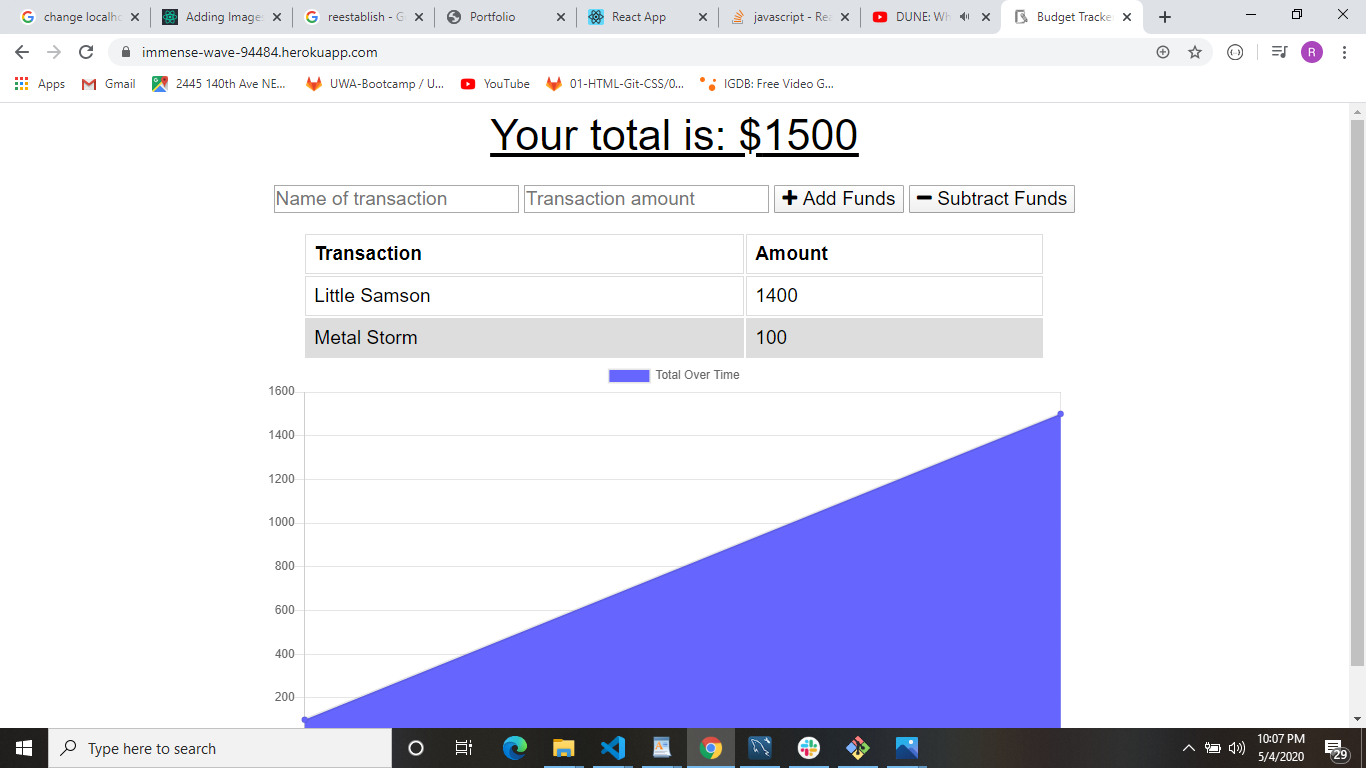 change localhc
Adding Images
reestablish - G
Portfolio
React App
javascript - Rea
DUNE: Wh
Budget Tracke
immense-wave-94484.herokuapp.com
R
Apps
Gmail
2445 140th Ave NE...
UWA-Bootcamp / U...
YouTube
01-HTML-Git-CSS/0...
IGDB: Free Video G...
Your total is: $1500
Name of transaction
Transaction amount
Add Funds
Subtract Funds
Transaction Amount
Little Samson 1400
Metal Storm 100
Total Over Time
1600
1400
1200
1000
800
600
400
200
Type here to search
10:07 PM
5/4/2020
29